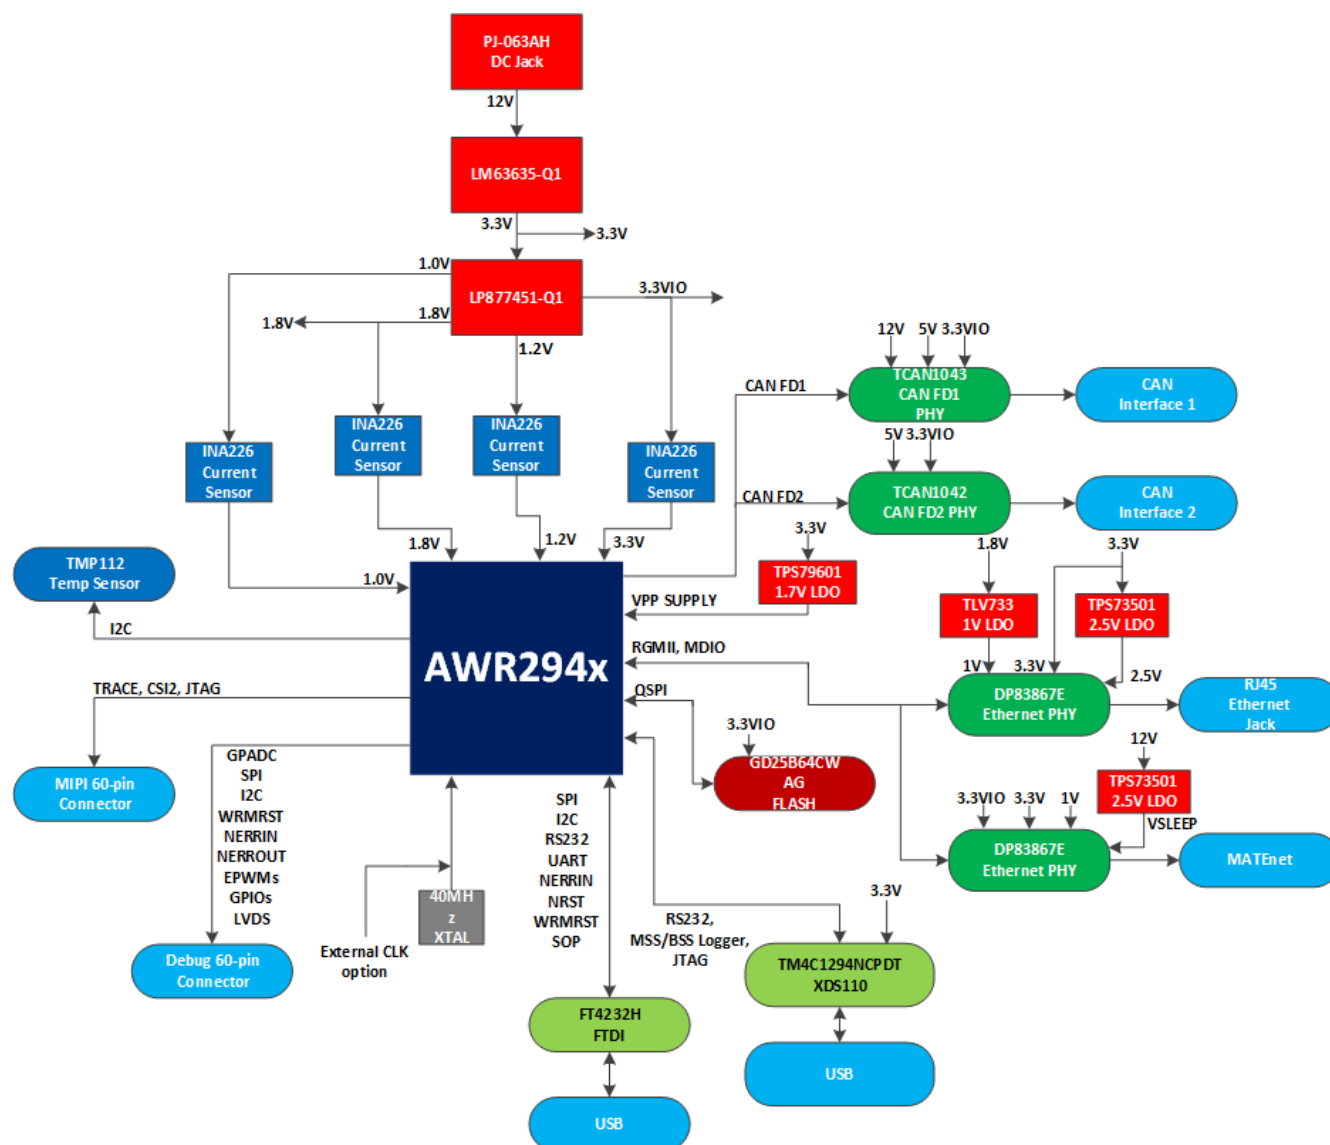 PJ-063AH
DC Jack
12V
LM63635-Q1
3.3V
3.3V
1.0V
LP877451-Q1
3.3VIO
1.8V
1.8V
1.2V
12V
5V
3.3VIO
TCAN1043
CAN FD1
PHY
CAN FD1
CAN
Interface 1
INA226
Current
Sensor
INA226
Current
Sensor
INA226
Current
Sensor
INA226
Current
Sensor
5V
3.3VIO
TCAN1042
CAN FD2 PHY
CAN FD2
CAN
Interface 2
1.8V
1.2V
3.3V
3.3V
1.8V
3.3V
TMP112
Temp Sensor
1.0V
TPS79601
1.7V LDO
VPP SUPPLY
TLV733
1V LDO
TPS73501
2.5V LDO
I2C
AWR294x
RGMII, MDIO
1V
3.3V
2.5V
TRACE, CSI2, JTAG
QSPI
DP83867E
Ethernet PHY
RJ45
Ethernet
Jack
3.3VIO
12V
GPADC
SPI
I2C
WRMRST
NERRIN
NERROUT
EPWMs
GPIOs
LVDS
MIPI 60-pin
Connector
GD25B64CW
AG
FLASH
TPS73501
2.5V LDO
3.3VIO
3.3V
1V
VSLEEP
SPI
I2C
RS232
UART
NERRIN
NRST
WRMRST
SOP
DP83867E
Ethernet PHY
MATEnet
40MH
z
XTAL
3.3V
External CLK
option
RS232,
MSS/BSS Logger,
JTAG
Debug 60-pin
Connector
TM4C1294NCPDT
XDS110
FT4232H
FTDI
USB
USB